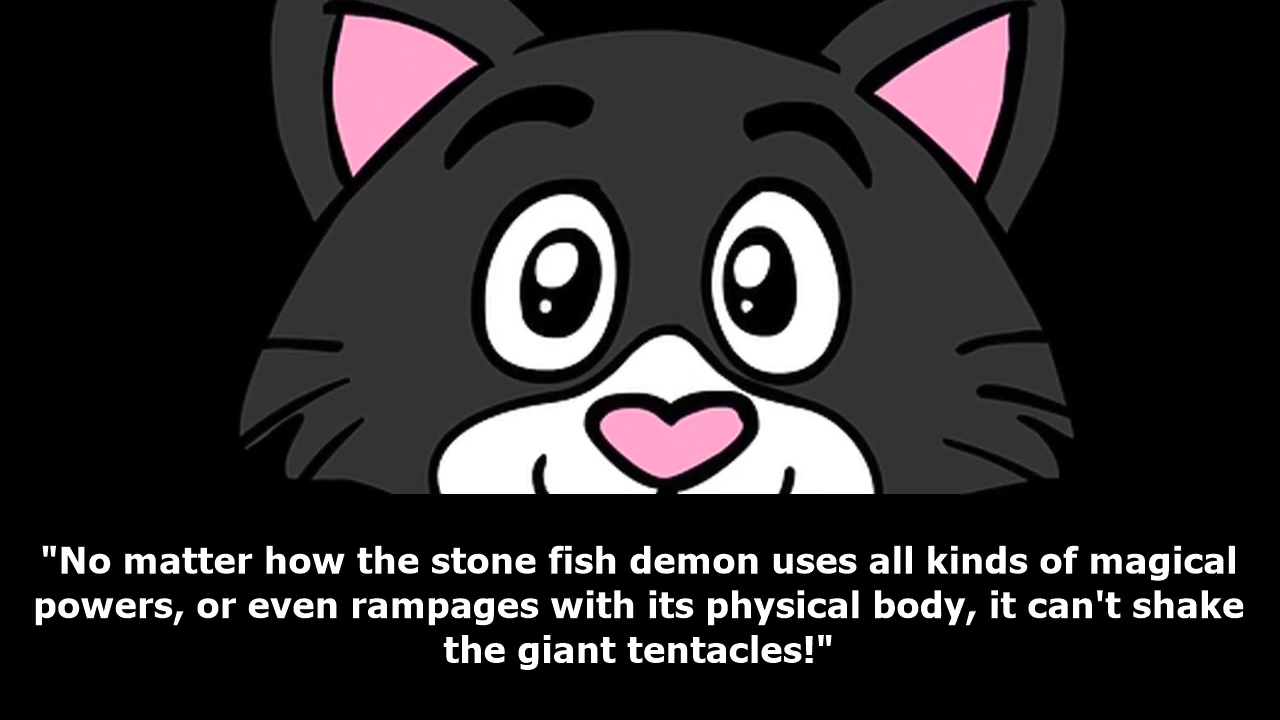 "No matter how the stone fish demon uses all kinds of magical
powers, or even rampages with its physical body, it can't shake
the giant tentacles!"